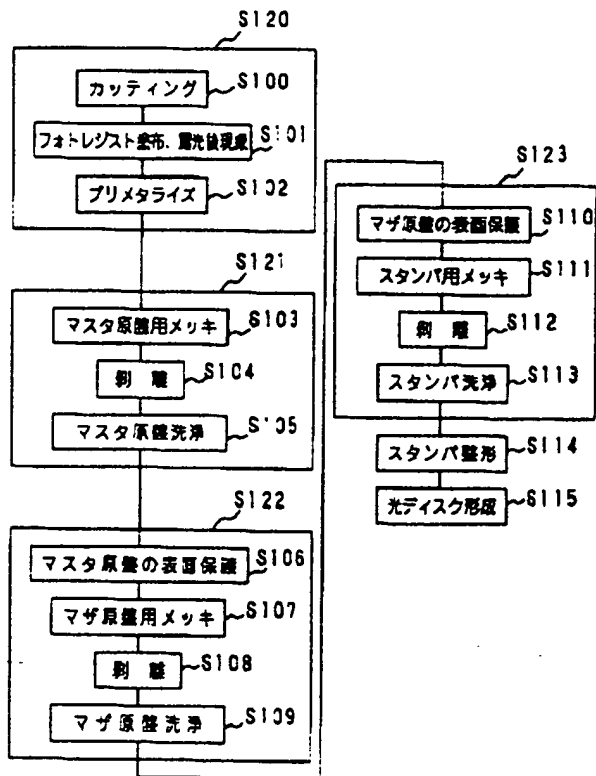 S120
カッティング
S100
フォトレジスト塗布、露光後現像
S101
プリメタライズ
S102
S121
マスタ原盤用メッキ
S103
剥離
S104
マスタ原盤洗浄
S105
S122
マスタ原盤の表面保護
S106
マザ原盤用メッキ
S107
剥離
S108
マザ原盤洗浄
S109
S123
マザ原盤の表面保護
S110
スタンパ用メッキ
S111
剥離
S112
スタンパ洗浄
S113
スタンパ整形
S114
光ディスク形成
S115